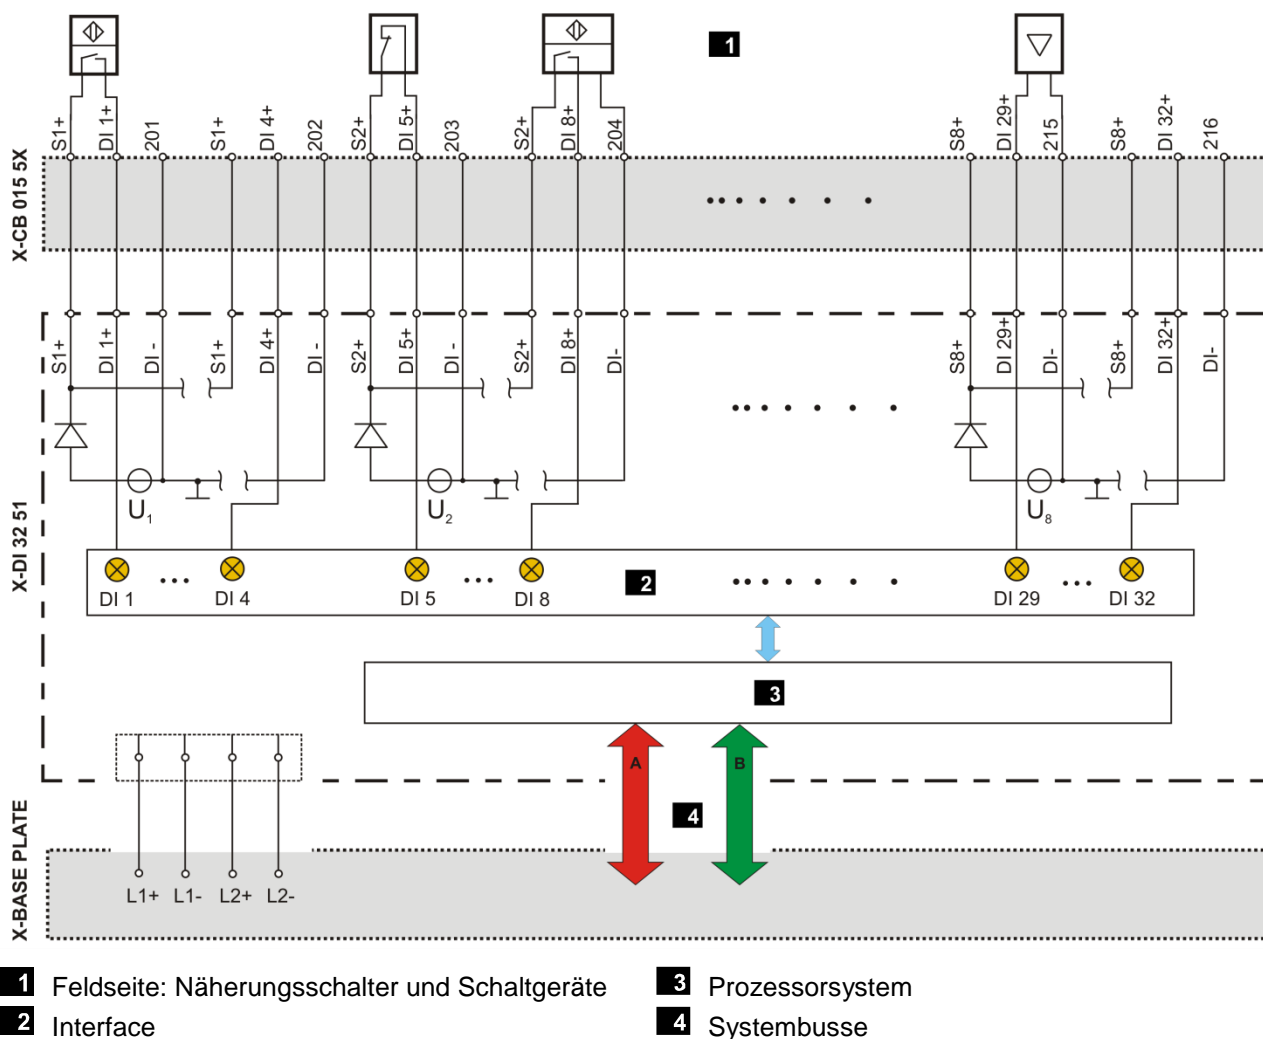 1
S1+ DI 1+ 201 S1+ DI 4+ 202 S2+ DI 5+ 203 S2+ DI 8+ 204 S8+ DI 29+ 215 S8+ DI 32+ 216
X-CB 015 5X
S1+ DI 1+ DI - S1+ DI 4+ DI - S2+ DI 5+ DI - S2+ DI 8+ DI- S8+ DI 29+ DI- S8+ DI 32+ DI-
X-DI 32 51
U1 U2 U8
DI 1 ... DI 4 DI 5 ... DI 8 2 DI 29 ... DI 32
3
A B
4
X-BASE PLATE
L1+ L1- L2+ L2-
1 Feldseite: Näherungsschalter und Schaltgeräte
2 Interface
3 Prozessorsystem
4 Systembusse